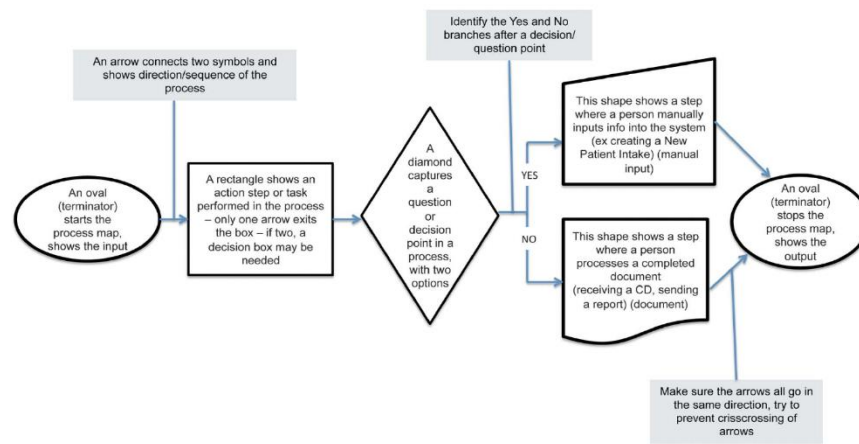 Identify the Yes and No
branches after a decision/
question point
An arrow connects two symbols and
shows direction/sequence of the
process
An oval
(terminator)
starts the
process map,
shows the input
A rectangle shows an
action step or task
performed in the process
– only one arrow exits
the box – if two, a
decision box may be
needed
A
diamond
captures
a
question
or
decision
point in a
process,
with two
options
YES
NO
This shape shows a step
where a person manually
inputs info into the system
(ex creating a New
Patient Intake) (manual
input)
This shape shows a step
where a person
processes a completed
document
(receiving a CD, sending
a report) (document)
An oval
(terminator)
stops the
process map,
shows the
output
Make sure the arrows all go in
the same direction, try to
prevent crisscrossing of
arrows